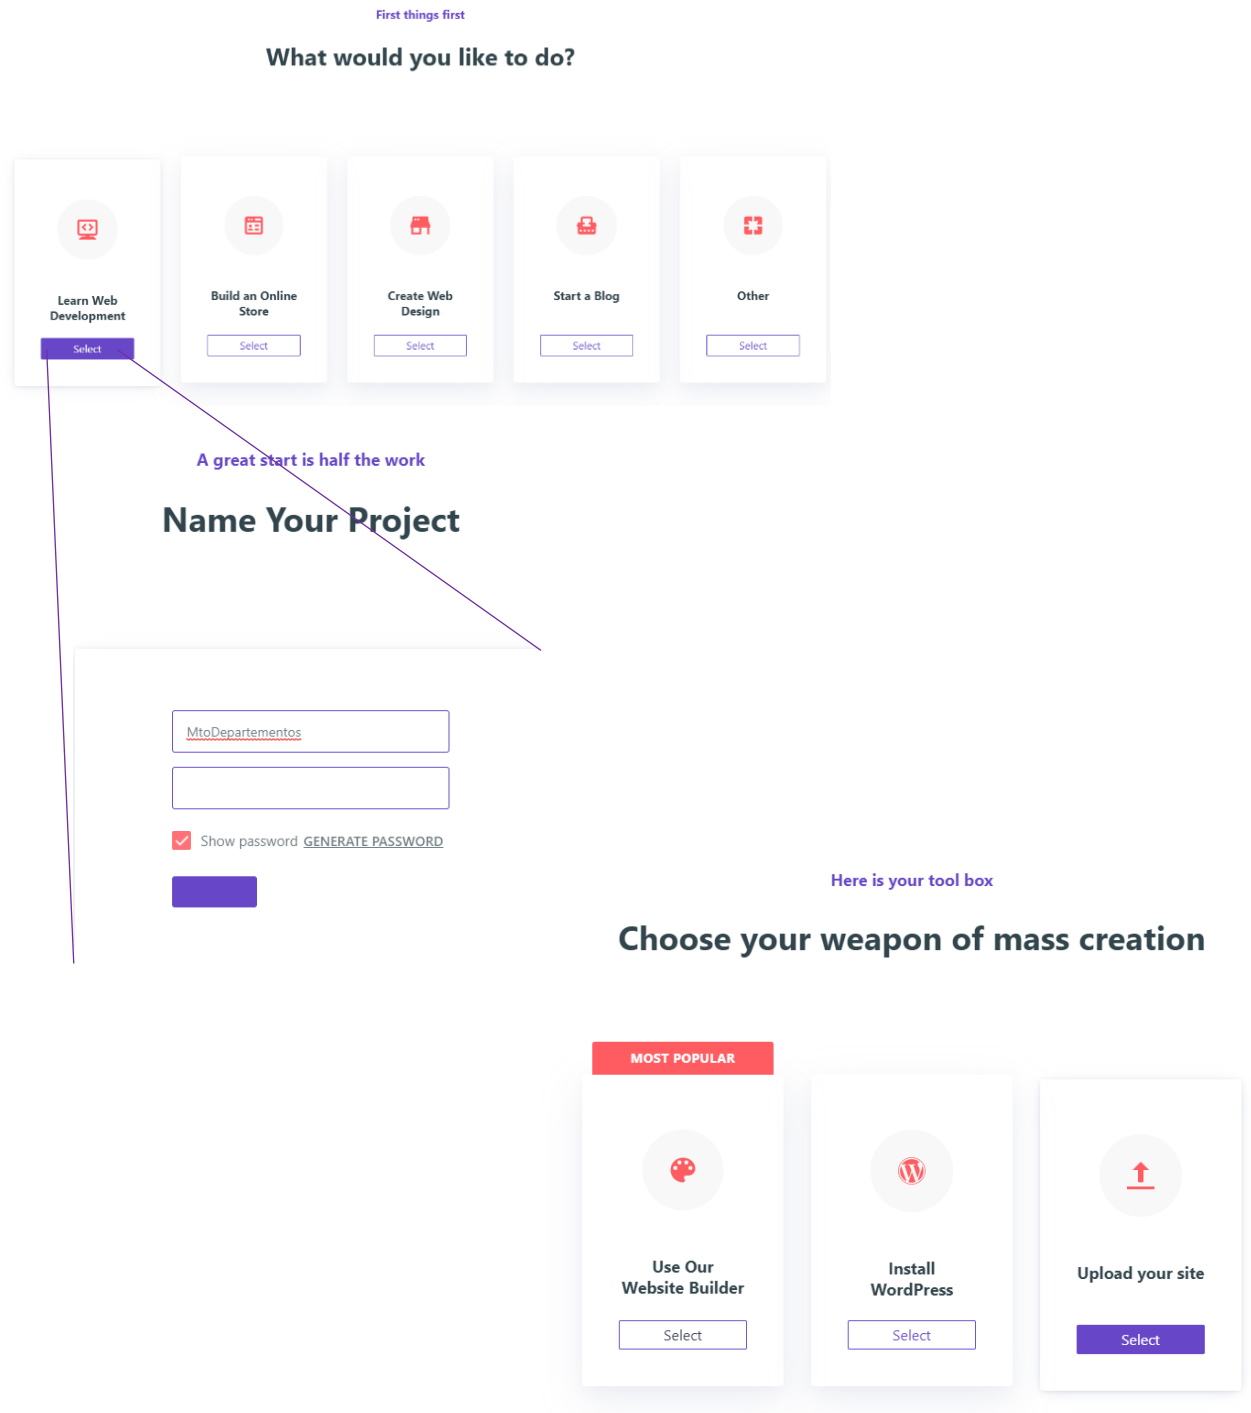 First things first
What would you like to do?
Learn Web
Development
Select
Build an Online
Store
Select
Create Web
Design
Select
Start a Blog
Select
Other
Select
A great start is half the work
Name Your Project
MtoDepartementos
Show password GENERATE PASSWORD
Here is your tool box
Choose your weapon of mass creation
MOST POPULAR
Use Our
Website Builder
Select
Install
WordPress
Select
Upload your site
Select